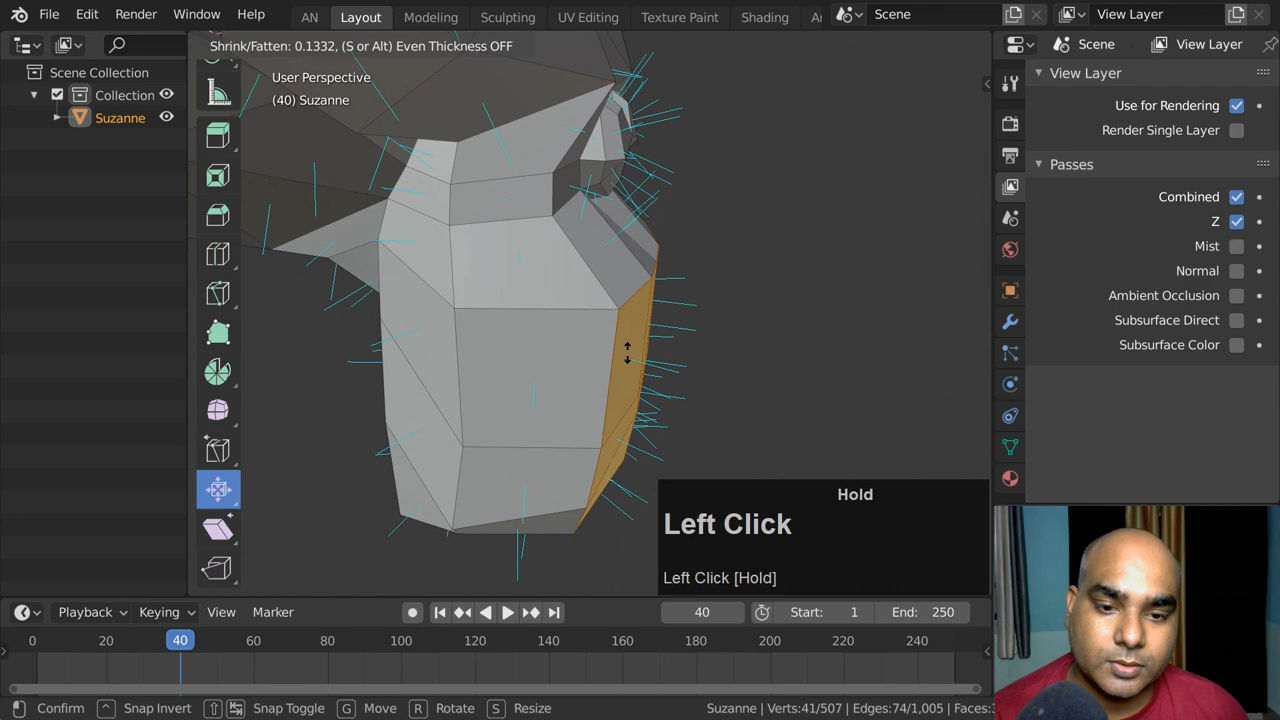 File Edit Render Window Help AN Layout Modeling Sculpting UV Editing Texture Paint Shading Scene View Layer
Shrink/Fatten: 0.1332, (S or Alt) Even Thickness OFF
User Perspective
(40) Suzanne
Scene Collection
Collection
Suzanne
Scene View Layer
View Layer
Use for Rendering
Render Single Layer
Passes
Combined
Z
Mist
Normal
Ambient Occlusion
Subsurface Direct
Subsurface Color
Hold
Left Click
Left Click [Hold]
Playback Keying View Marker 40 Start: 1 End: 250
0 20 40 60 80 100 120 140 160 180 200 220 240
Confirm ^ Snap Invert Snap Toggle G Move R Rotate S Resize Suzanne | Verts:41/507 | Edges:74/1,005 | Faces:3